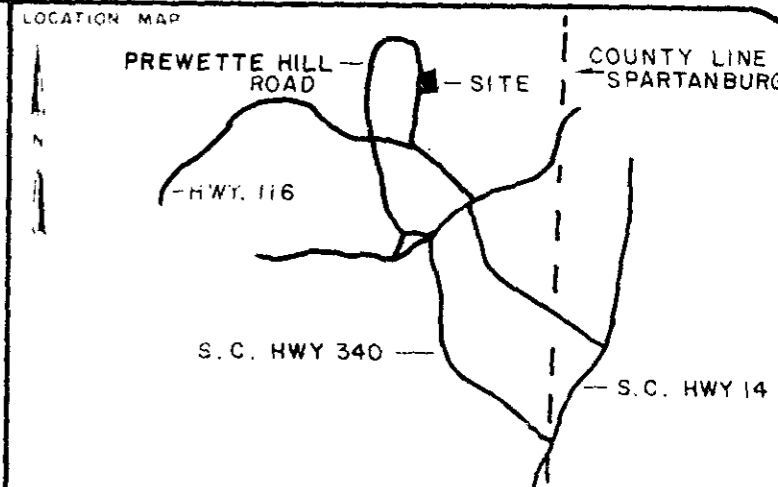 LOCATION MAP
N
PREWETTE HILL
ROAD
SITE
COUNTY LINE
SPARTANBURG
HWY. 116
S.C. HWY 340
S.C. HWY 14